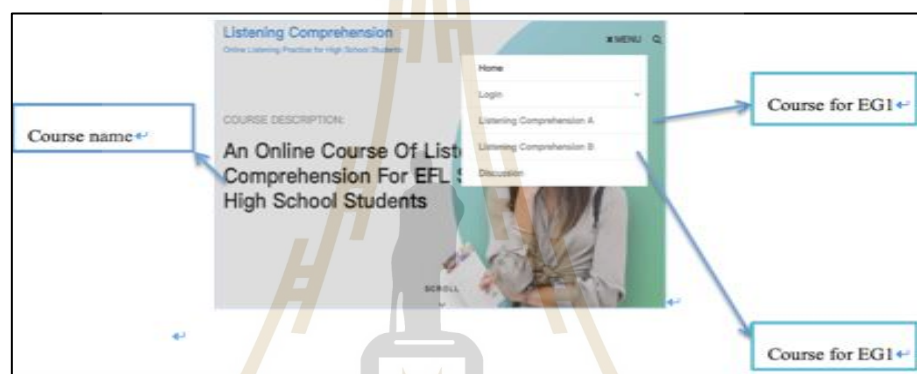 Listening Comprehension
Online Listening Practice for High School Students
MENU
Home
Login
Listening Comprehension A
Listening Comprehension B
Discussion
COURSE DESCRIPTION:
An Online Course Of List
Comprehension For EFL S
High School Students
SCROLL
Course name
Course for EG1
Course for EG1